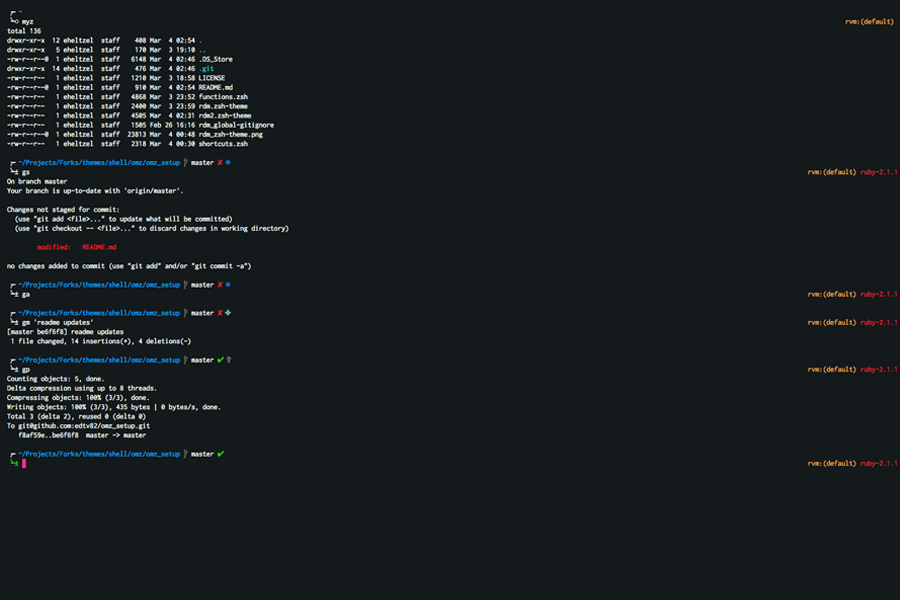 ~
myz rvm:(default)
total 136
drwxr-xr-x 12 eheltzel staff 408 Mar 4 02:54 .
drwxr-xr-x 5 eheltzel staff 170 Mar 3 19:10 ..
-rw-r--r--@ 1 eheltzel staff 6148 Mar 4 02:46 .DS_Store
drwxr-xr-x 14 eheltzel staff 476 Mar 4 02:46 .git
-rw-r--r-- 1 eheltzel staff 1210 Mar 3 18:58 LICENSE
-rw-r--r--@ 1 eheltzel staff 910 Mar 4 02:54 README.md
-rw-r--r-- 1 eheltzel staff 4868 Mar 3 23:52 functions.zsh
-rw-r--r-- 1 eheltzel staff 2400 Mar 3 23:59 rdm.zsh-theme
-rw-r--r-- 1 eheltzel staff 4505 Mar 4 02:31 rdm2.zsh-theme
-rw-r--r-- 1 eheltzel staff 1505 Feb 26 16:16 rdm_global-gitignore
-rw-r--r--@ 1 eheltzel staff 23813 Mar 4 00:48 rdm_zsh-theme.png
-rw-r--r-- 1 eheltzel staff 2318 Mar 4 00:30 shortcuts.zsh
~/Projects/Forks/themes/shell/omz/omz_setup master ✗
± gs rvm:(default) ruby-2.1.1
On branch master
Your branch is up-to-date with 'origin/master'.
Changes not staged for commit:
(use "git add <file>..." to update what will be committed)
(use "git checkout -- <file>..." to discard changes in working directory)
modified: README.md
no changes added to commit (use "git add" and/or "git commit -a")
~/Projects/Forks/themes/shell/omz/omz_setup master ✗
± ga rvm:(default) ruby-2.1.1
~/Projects/Forks/themes/shell/omz/omz_setup master ✗ ✚
± gm 'readme updates' rvm:(default) ruby-2.1.1
[master be6f6f8] readme updates
1 file changed, 14 insertions(+), 4 deletions(-)
~/Projects/Forks/themes/shell/omz/omz_setup master ✔
± gp rvm:(default) ruby-2.1.1
Counting objects: 5, done.
Delta compression using up to 8 threads.
Compressing objects: 100% (3/3), done.
Writing objects: 100% (3/3), 435 bytes | 0 bytes/s, done.
Total 3 (delta 2), reused 0 (delta 0)
To git@github.com:edtv82/omz_setup.git
f8af59e..be6f6f8 master -> master
~/Projects/Forks/themes/shell/omz/omz_setup master ✔
± rvm:(default) ruby-2.1.1